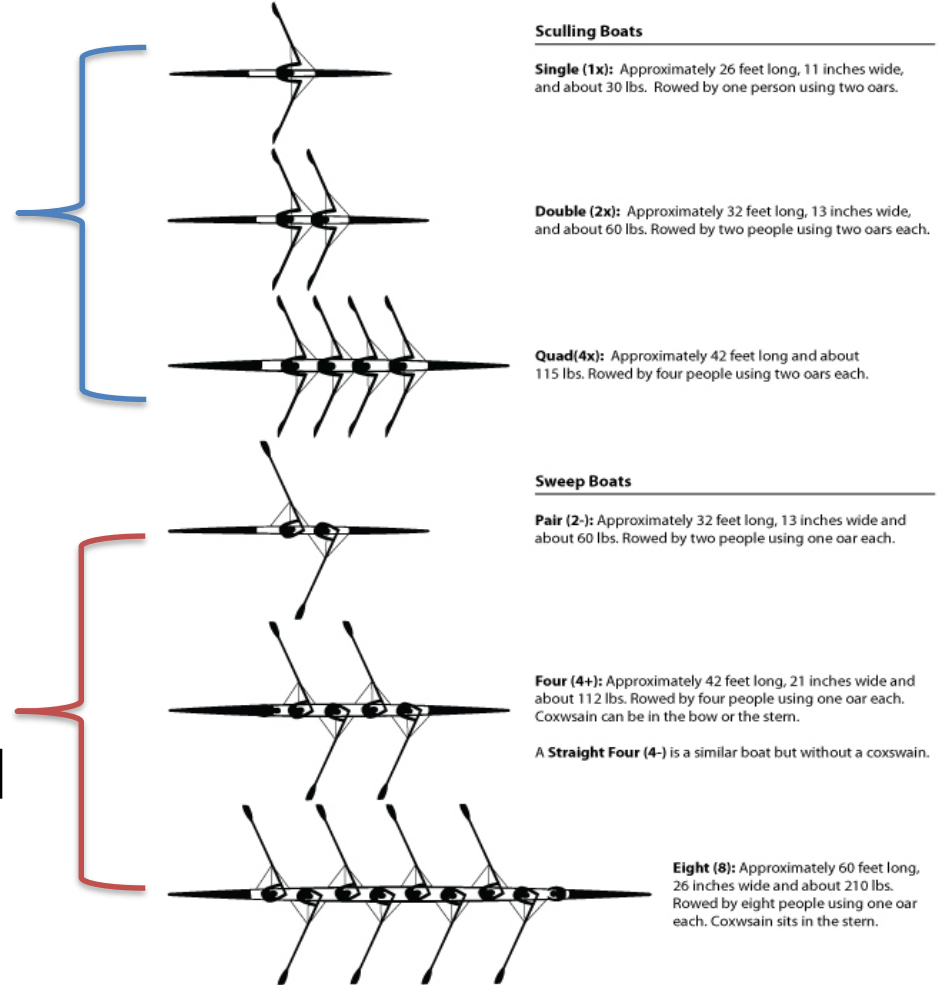 Sculling Boats
Single (1x): Approximately 26 feet long, 11 inches wide,
and about 30 lbs. Rowed by one person using two oars.
Double (2x): Approximately 32 feet long, 13 inches wide,
and about 60 lbs. Rowed by two people using two oars each.
Quad(4x): Approximately 42 feet long and about
115 lbs. Rowed by four people using two oars each.
Sweep Boats
Pair (2-): Approximately 32 feet long, 13 inches wide and
about 60 lbs. Rowed by two people using one oar each.
Four (4+): Approximately 42 feet long, 21 inches wide and
about 112 lbs. Rowed by four people using one oar each.
Coxwsain can be in the bow or the stern.
A Straight Four (4-) is a similar boat but without a coxswain.
Eight (8): Approximately 60 feet long,
26 inches wide and about 210 lbs.
Rowed by eight people using one oar
each. Coxwsain sits in the stern.